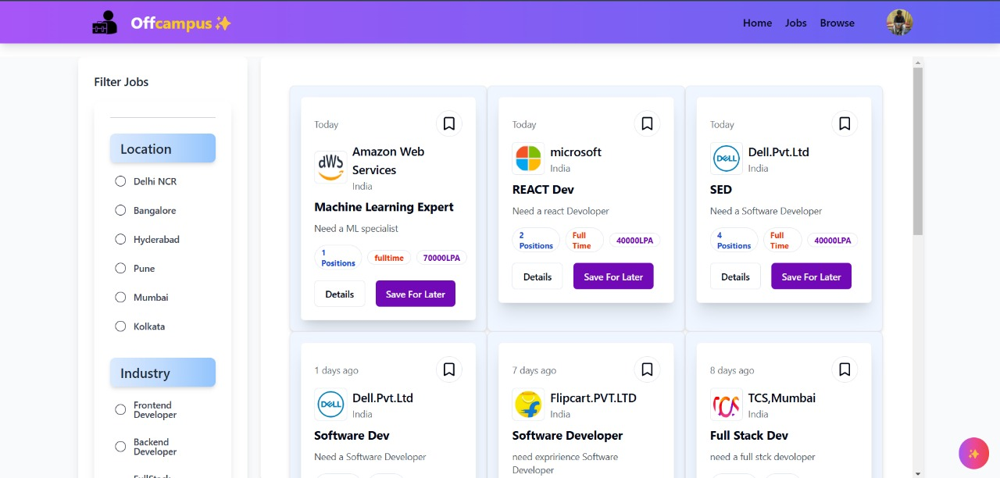 Offcampus✨
Home Jobs Browse
Filter Jobs
Location
Delhi NCR
Bangalore
Hyderabad
Pune
Mumbai
Kolkata
Industry
Frontend
Developer
Backend
Developer
FullStack
Today
aws
Amazon Web
Services
India
Machine Learning Expert
Need a ML specialist
1
Positions
fulltime
70000LPA
Details
Save For Later
Today
microsoft
India
REACT Dev
Need a react Devoloper
2
Positions
Full
Time
40000LPA
Details
Save For Later
Today
DELL
Dell.Pvt.Ltd
India
SED
Need a Software Developer
4
Positions
Full
Time
40000LPA
Details
Save For Later
1 days ago
DELL
Dell.Pvt.Ltd
India
Software Dev
Need a Software Developer
7 days ago
Flipcart.PVT.LTD
India
Software Developer
need expririence Software
Developer
8 days ago
TCS
TCS,Mumbai
India
Full Stack Dev
need a full stck devoloper